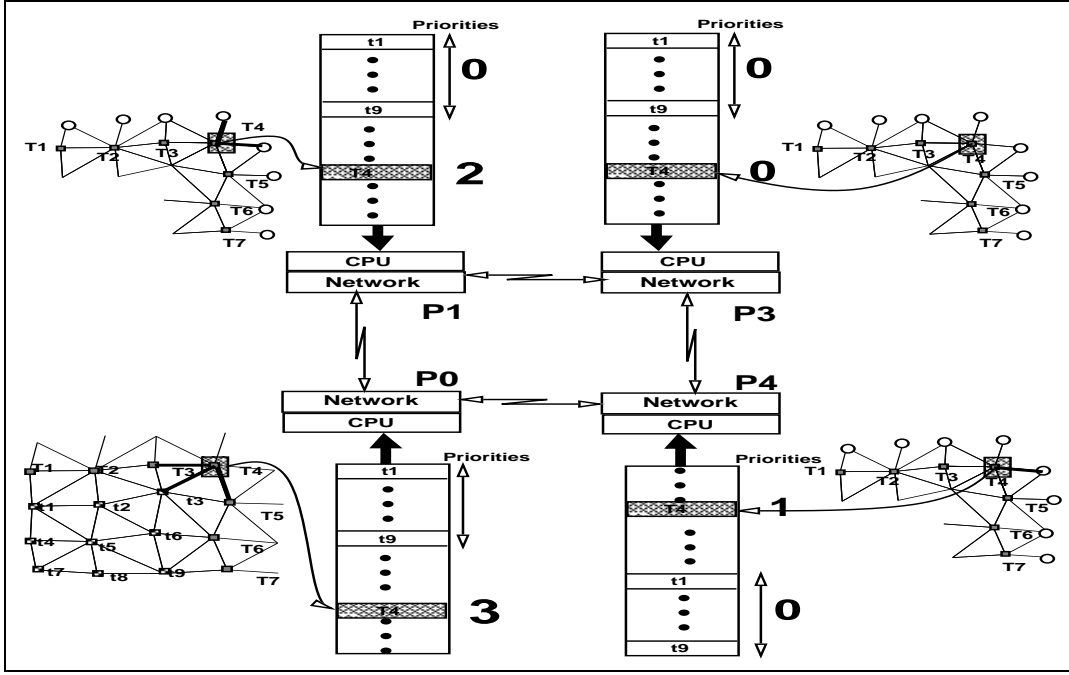 Priorities
t1
0
t9
T4
2
T1
T2
T3
T4
T5
T6
T7
CPU
Network
P1
Priorities
t1
0
t9
T4
0
T1
T2
T3
T4
T5
T6
T7
CPU
Network
P3
P0
Network
CPU
T1
T2
T3
T4
t1
t2
t3
T5
t4
t5
t6
T6
t7
t8
t9
T7
t1
Priorities
t9
T4
3
P4
Network
CPU
Priorities
T4
1
t1
0
t9
T1
T2
T3
T4
T5
T6
T7